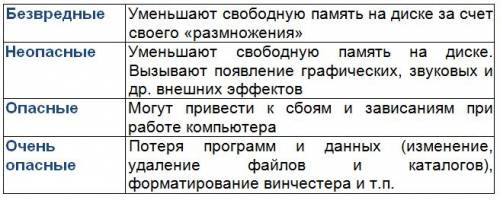 Безвредные
Уменьшают свободную память на диске за счет
своего «размножения»
Неопасные
Уменьшают свободную память на диске.
Вызывают появление графических, звуковых и
др. внешних эффектов
Опасные
Могут привести к сбоям и зависаниям при
работе компьютера
Очень
опасные
Потеря программ и данных (изменение,
удаление файлов и каталогов),
форматирование винчестера и т.п.